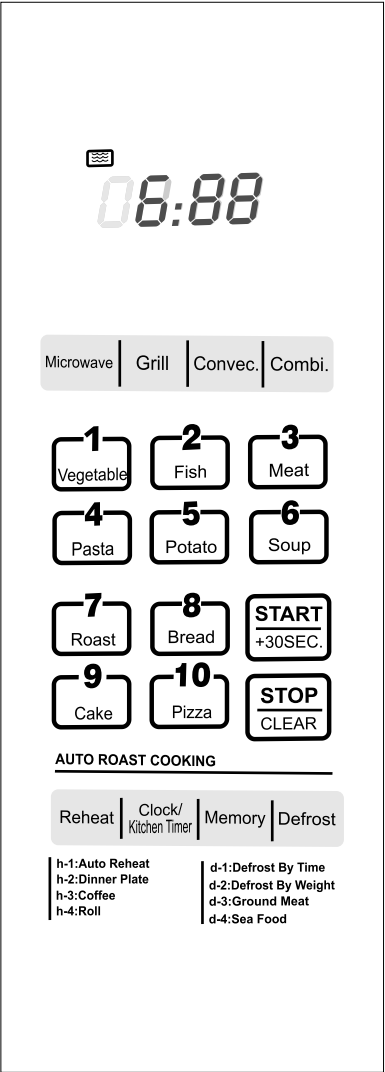 6:88
Microwave Grill Convec. Combi.
1 2 3
Vegetable Fish Meat
4 5 6
Pasta Potato Soup
7 8 START
Roast Bread +30SEC.
9 10 STOP
Cake Pizza CLEAR
AUTO ROAST COOKING
Reheat Clock/ Memory Defrost
Kitchen Timer
h-1:Auto Reheat
h-2:Dinner Plate
h-3:Coffee
h-4:Roll
d-1:Defrost By Time
d-2:Defrost By Weight
d-3:Ground Meat
d-4:Sea Food